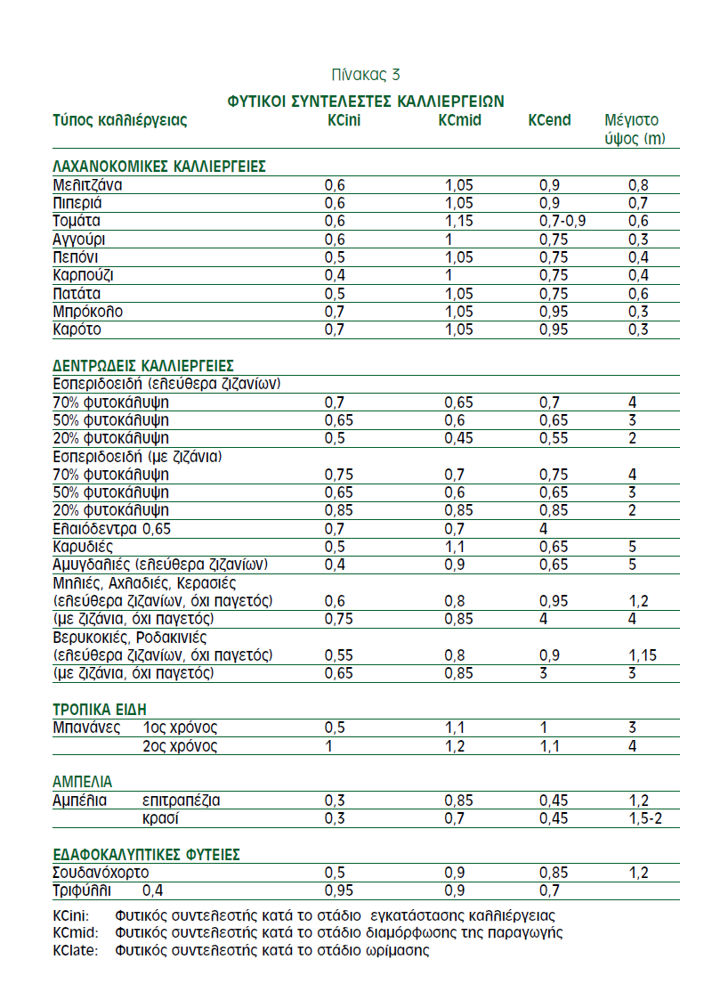 Πίνακας 3
ΦΥΤΙΚΟΙ ΣΥΝΤΕΛΕΣΤΕΣ ΚΑΛΛΙΕΡΓΕΙΩΝ
Τύπος καλλιέργειας KCini KCmid KCend Μέγιστο
ύψος (m)
ΛΑΧΑΝΟΚΟΜΙΚΕΣ ΚΑΛΛΙΕΡΓΕΙΕΣ
Μελιτζάνα 0,6 1,05 0,9 0,8
Πιπεριά 0,6 1,05 0,9 0,7
Τομάτα 0,6 1,15 0,7-0,9 0,6
Αγγούρι 0,6 1 0,75 0,3
Πεπόνι 0,5 1,05 0,75 0,4
Καρπούζι 0,4 1 0,75 0,4
Πατάτα 0,5 1,05 0,75 0,6
Μπρόκολο 0,7 1,05 0,95 0,3
Καρότο 0,7 1,05 0,95 0,3
ΔΕΝΤΡΩΔΕΙΣ ΚΑΛΛΙΕΡΓΕΙΕΣ
Εσπεριδοειδή (ελεύθερα ζιζανίων)
70% φυτοκάλυψη 0,7 0,65 0,7 4
50% φυτοκάλυψη 0,65 0,6 0,65 3
20% φυτοκάλυψη 0,5 0,45 0,55 2
Εσπεριδοειδή (με ζιζάνια)
70% φυτοκάλυψη 0,75 0,7 0,75 4
50% φυτοκάλυψη 0,65 0,6 0,65 3
20% φυτοκάλυψη 0,85 0,85 0,85 2
Ελαιόδεντρα 0,65 0,7 0,7 4
Καρυδιές 0,5 1,1 0,65 5
Αμυγδαλιές (ελεύθερα ζιζανίων) 0,4 0,9 0,65 5
Μηλιές, Αχλαδιές, Κερασιές
(ελεύθερα ζιζανίων, όχι παγετός) 0,6 0,8 0,95 1,2
(με ζιζάνια, όχι παγετός) 0,75 0,85 4 4
Βερυκοκιές, Ροδακινιές
(ελεύθερα ζιζανίων, όχι παγετός) 0,55 0,8 0,9 1,15
(με ζιζάνια, όχι παγετός) 0,65 0,85 3 3
ΤΡΟΠΙΚΑ ΕΙΔΗ
Μπανάνες 1ος χρόνος 0,5 1,1 1 3
2ος χρόνος 1 1,2 1,1 4
ΑΜΠΕΛΙΑ
Αμπέλια επιτραπέζια 0,3 0,85 0,45 1,2
κρασί 0,3 0,7 0,45 1,5-2
ΕΔΑΦΟΚΑΛΥΠΤΙΚΕΣ ΦΥΤΕΙΕΣ
Σουδανόχορτο 0,5 0,9 0,85 1,2
Τριφύλλι 0,4 0,95 0,9 0,7
KCini: Φυτικός συντελεστής κατά το στάδιο εγκατάστασης καλλιέργειας
KCmid: Φυτικός συντελεστής κατά το στάδιο διαμόρφωσης της παραγωγής
KClate: Φυτικός συντελεστής κατά το στάδιο ωρίμασης